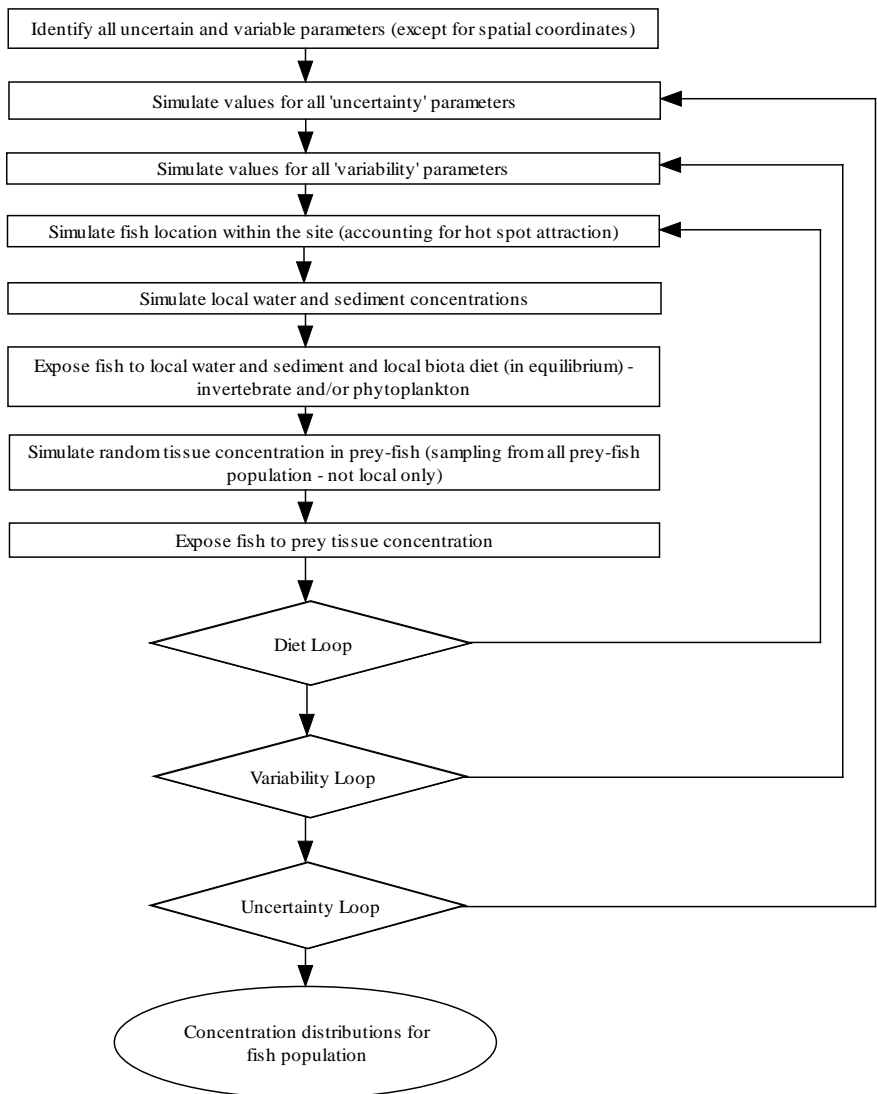 Identify all uncertain and variable parameters (except for spatial coordinates)
Simulate values for all 'uncertainty' parameters
Simulate values for all 'variability' parameters
Simulate fish location within the site (accounting for hot spot attraction)
Simulate local water and sediment concentrations
Expose fish to local water and sediment and local biota diet (in equilibrium) -
invertebrate and/or phytoplankton
Simulate random tissue concentration in prey-fish (sampling from all prey-fish
population - not local only)
Expose fish to prey tissue concentration
Diet Loop
Variability Loop
Uncertainty Loop
Concentration distributions for
fish population